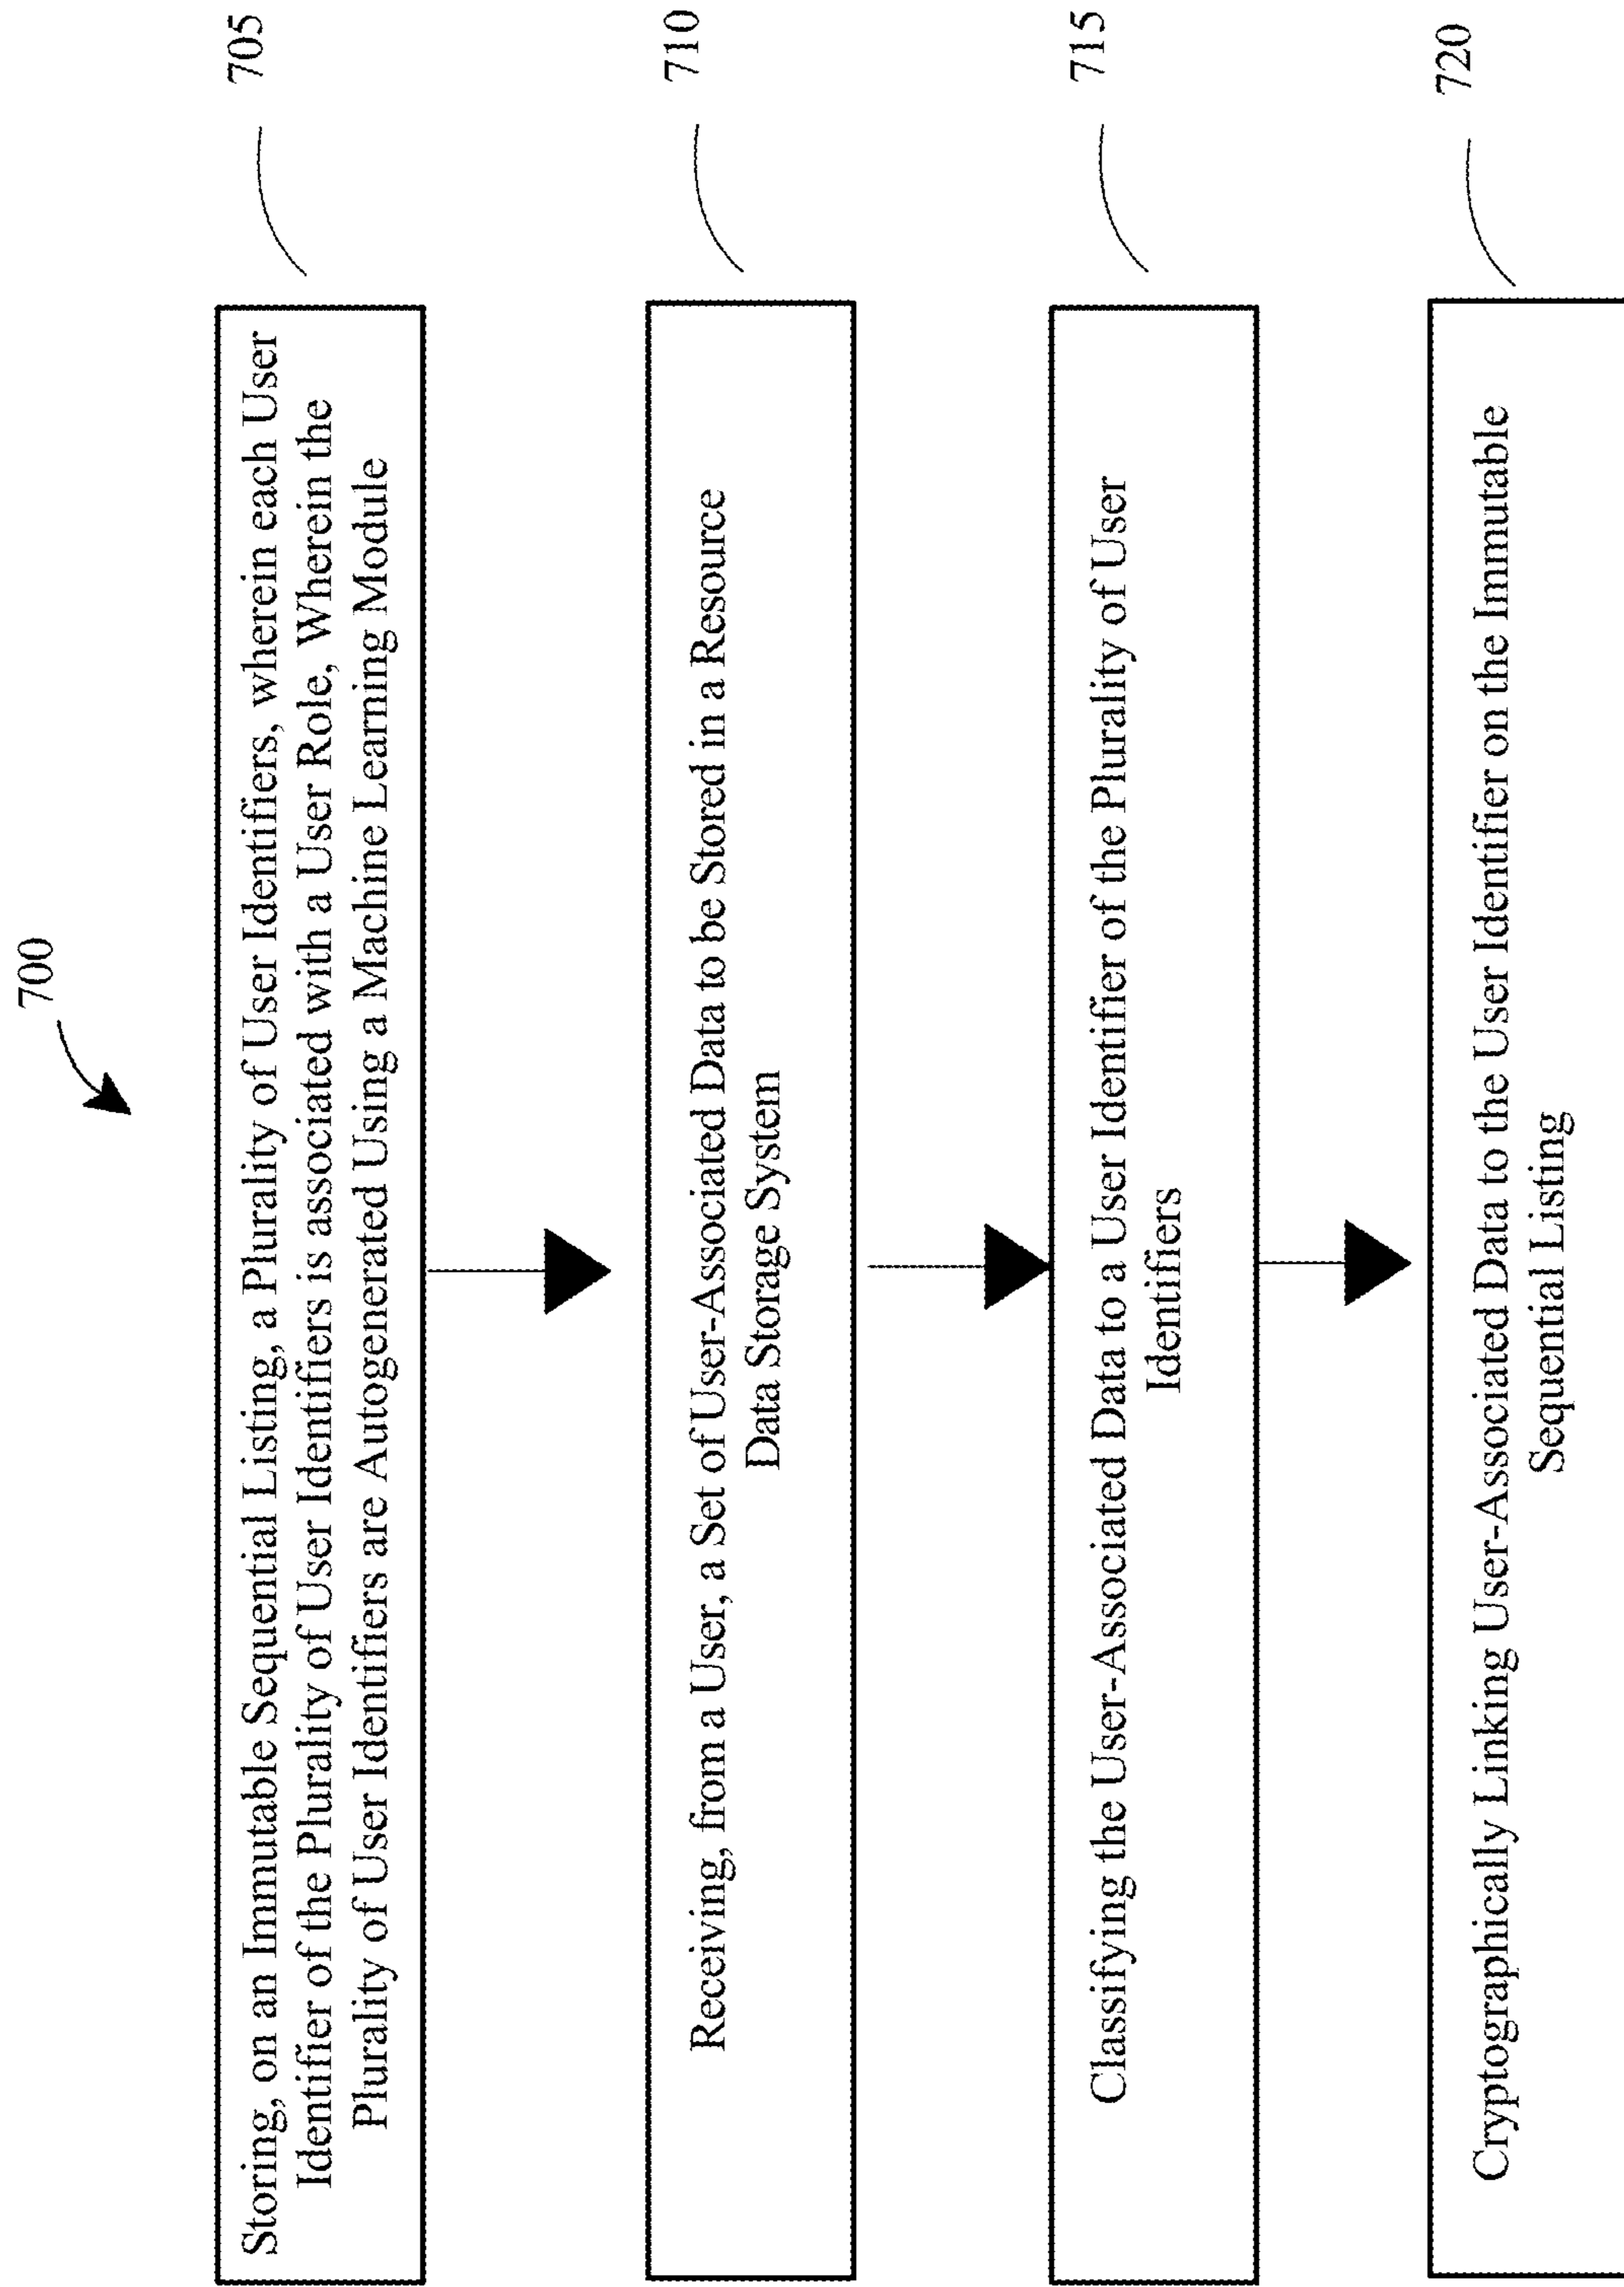 700
Storing, on an Immutable Sequential Listing, a Plurality of User Identifiers, wherein each User
Identifier of the Plurality of User Identifiers is associated with a User Role, Wherein the
Plurality of User Identifiers are Autogenerated Using a Machine Learning Module
705
Receiving, from a User, a Set of User-Associated Data to be Stored in a Resource
Data Storage System
710
Classifying the User-Associated Data to a User Identifier of the Plurality of User
Identifiers
715
Cryptographically Linking User-Associated Data to the User Identifier on the Immutable
Sequential Listing
720